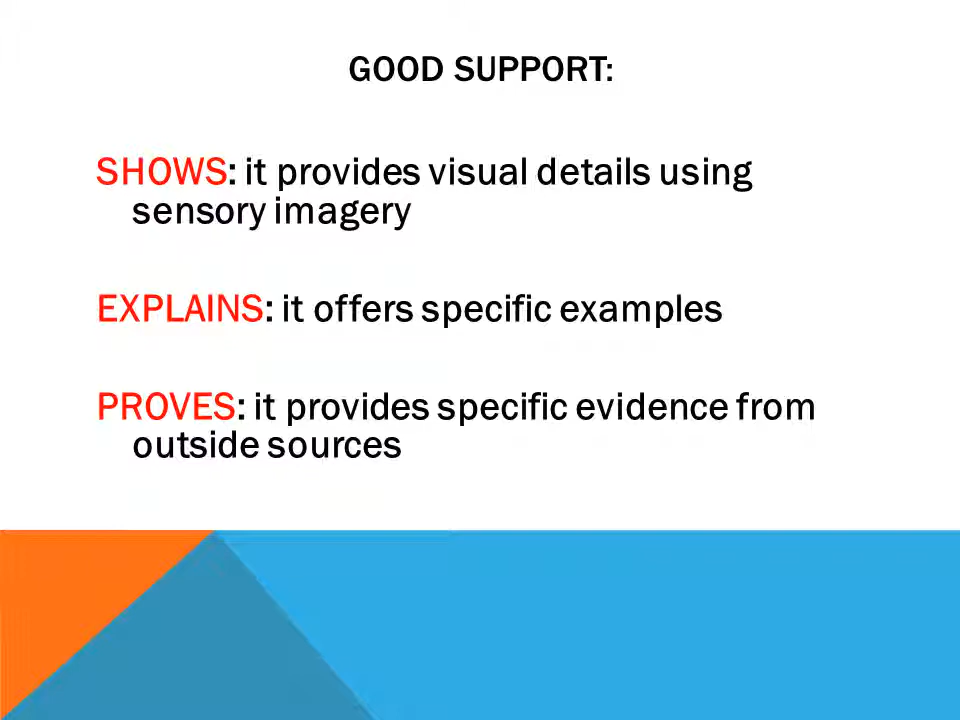 GOOD SUPPORT:
SHOWS: it provides visual details using
sensory imagery
EXPLAINS: it offers specific examples
PROVES: it provides specific evidence from
outside sources